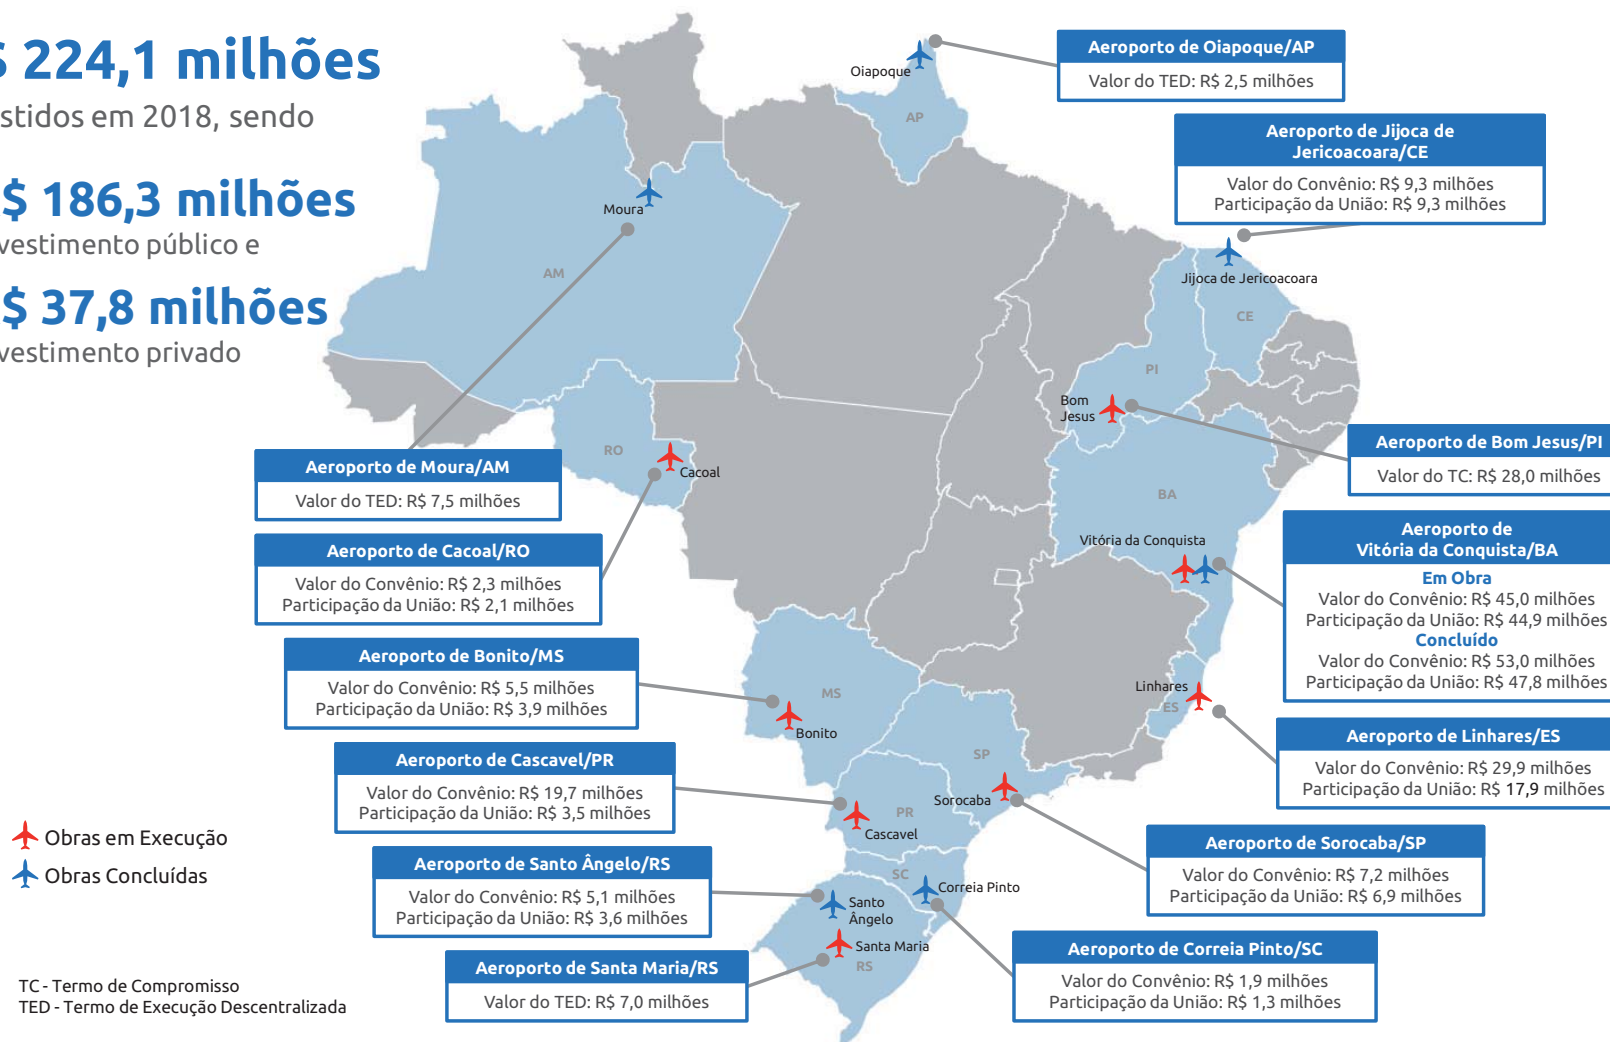 $ 224,1 milhões
stidos em 2018, sendo
$ 186,3 milhões
vestimento público e
$ 37,8 milhões
vestimento privado
Aeroporto de Oiapoque/AP
Valor do TED: R$ 2,5 milhões
Oiapoque
AP
Aeroporto de Jijoca de
Jericoacoara/CE
Valor do Convênio: R$ 9,3 milhões
Participação da União: R$ 9,3 milhões
Moura
AM
Jijoca de Jericoacoara
CE
PI
Bom
Jesus
Aeroporto de Bom Jesus/PI
Valor do TC: R$ 28,0 milhões
Aeroporto de Moura/AM
Valor do TED: R$ 7,5 milhões
RO
Cacoal
BA
Vitória da Conquista
Aeroporto de
Vitória da Conquista/BA
Em Obra
Valor do Convênio: R$ 45,0 milhões
Participação da União: R$ 44,9 milhões
Concluído
Valor do Convênio: R$ 53,0 milhões
Participação da União: R$ 47,8 milhões
Aeroporto de Cacoal/RO
Valor do Convênio: R$ 2,3 milhões
Participação da União: R$ 2,1 milhões
Aeroporto de Bonito/MS
Valor do Convênio: R$ 5,5 milhões
Participação da União: R$ 3,9 milhões
MS
Bonito
Linhares
ES
Aeroporto de Linhares/ES
Valor do Convênio: R$ 29,9 milhões
Participação da União: R$ 17,9 milhões
Aeroporto de Cascavel/PR
Valor do Convênio: R$ 19,7 milhões
Participação da União: R$ 3,5 milhões
SP
Sorocaba
PR
Cascavel
Obras em Execução
Obras Concluídas
Aeroporto de Sorocaba/SP
Valor do Convênio: R$ 7,2 milhões
Participação da União: R$ 6,9 milhões
Aeroporto de Santo Ângelo/RS
Valor do Convênio: R$ 5,1 milhões
Participação da União: R$ 3,6 milhões
SC
Correia Pinto
Santo
Ângelo
Santa Maria
RS
Aeroporto de Correia Pinto/SC
Valor do Convênio: R$ 1,9 milhões
Participação da União: R$ 1,3 milhões
Aeroporto de Santa Maria/RS
Valor do TED: R$ 7,0 milhões
TC - Termo de Compromisso
TED - Termo de Execução Descentralizada